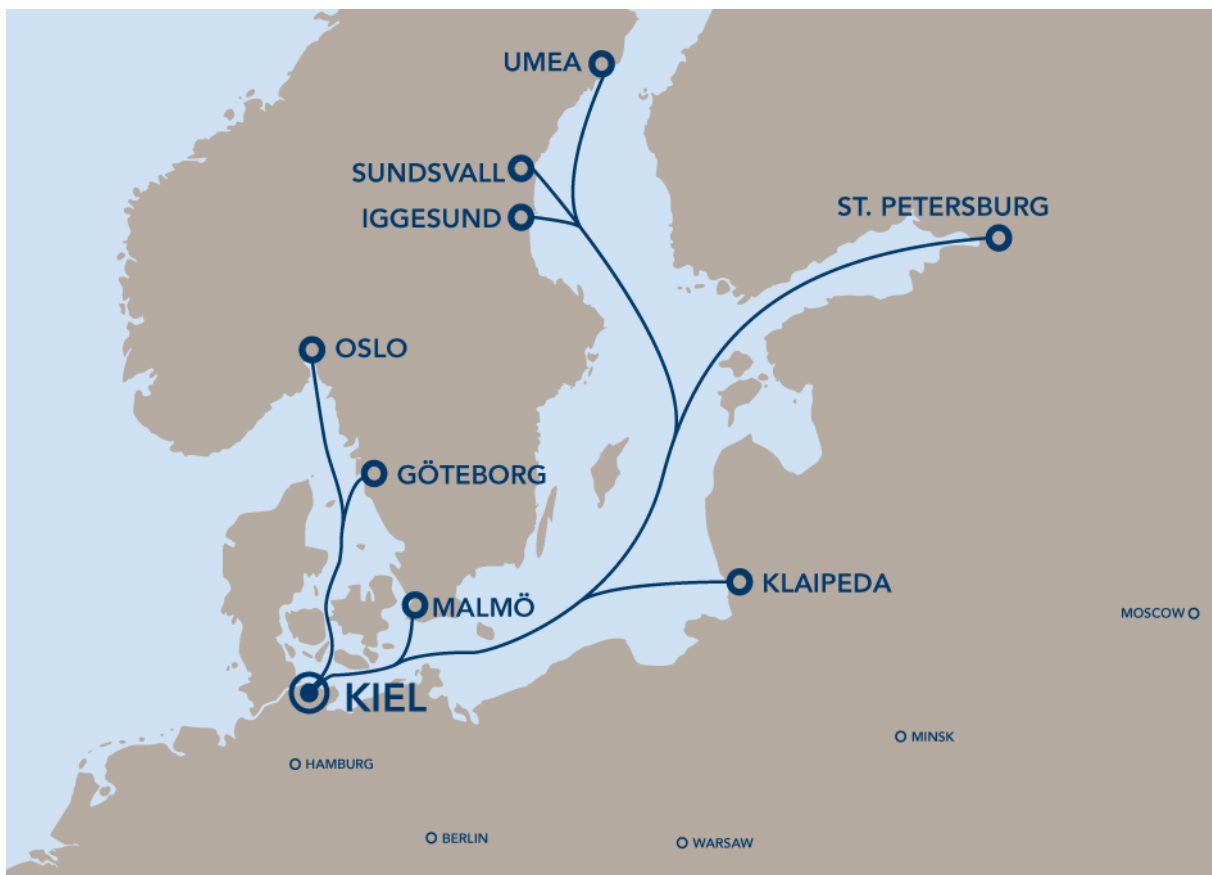 UMEA
SUNDSVALL
IGGESUND
ST. PETERSBURG
OSLO
GÖTEBORG
KLAIPEDA
MALMÖ
MOSCOW
KIEL
MINSK
HAMBURG
BERLIN
WARSAW